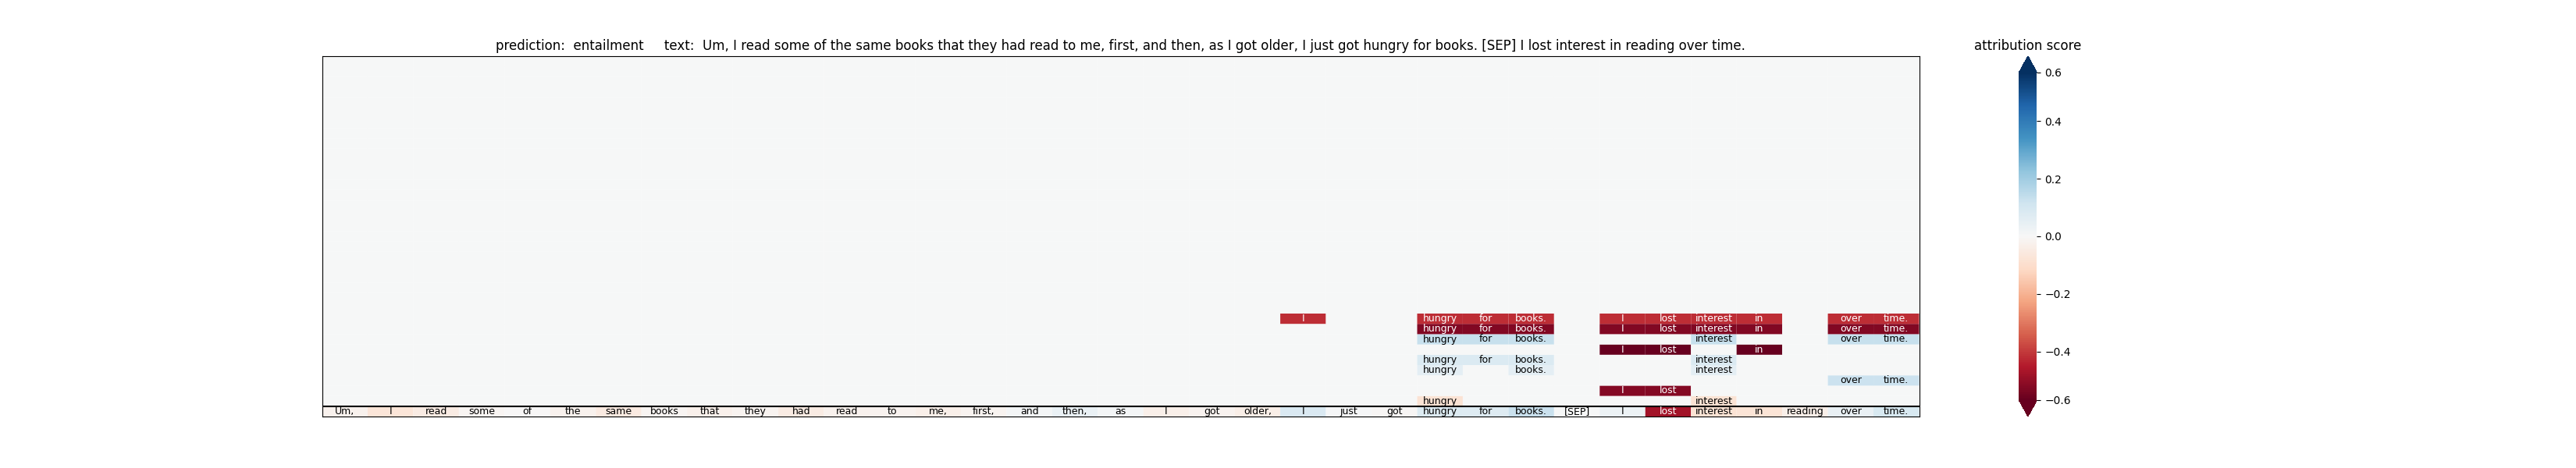 prediction:  entailment     text:  Um, I read some of the same books that they had read to me, first, and then, as I got older, I just got hungry for books. [SEP] I lost interest in reading over time.
attribution score
0.6
0.4
0.2
0.0
−0.2
−0.4
−0.6
I hungry for books. I lost interest in over time.
hungry for books. I lost interest in over time.
hungry for books. interest over time.
I lost in
hungry for books. interest
hungry books. interest
over time.
I lost
hungry interest
Um, I read some of the same books that they had read to me, first, and then, as I got older, I just got hungry for books. [SEP] I lost interest in reading over time.